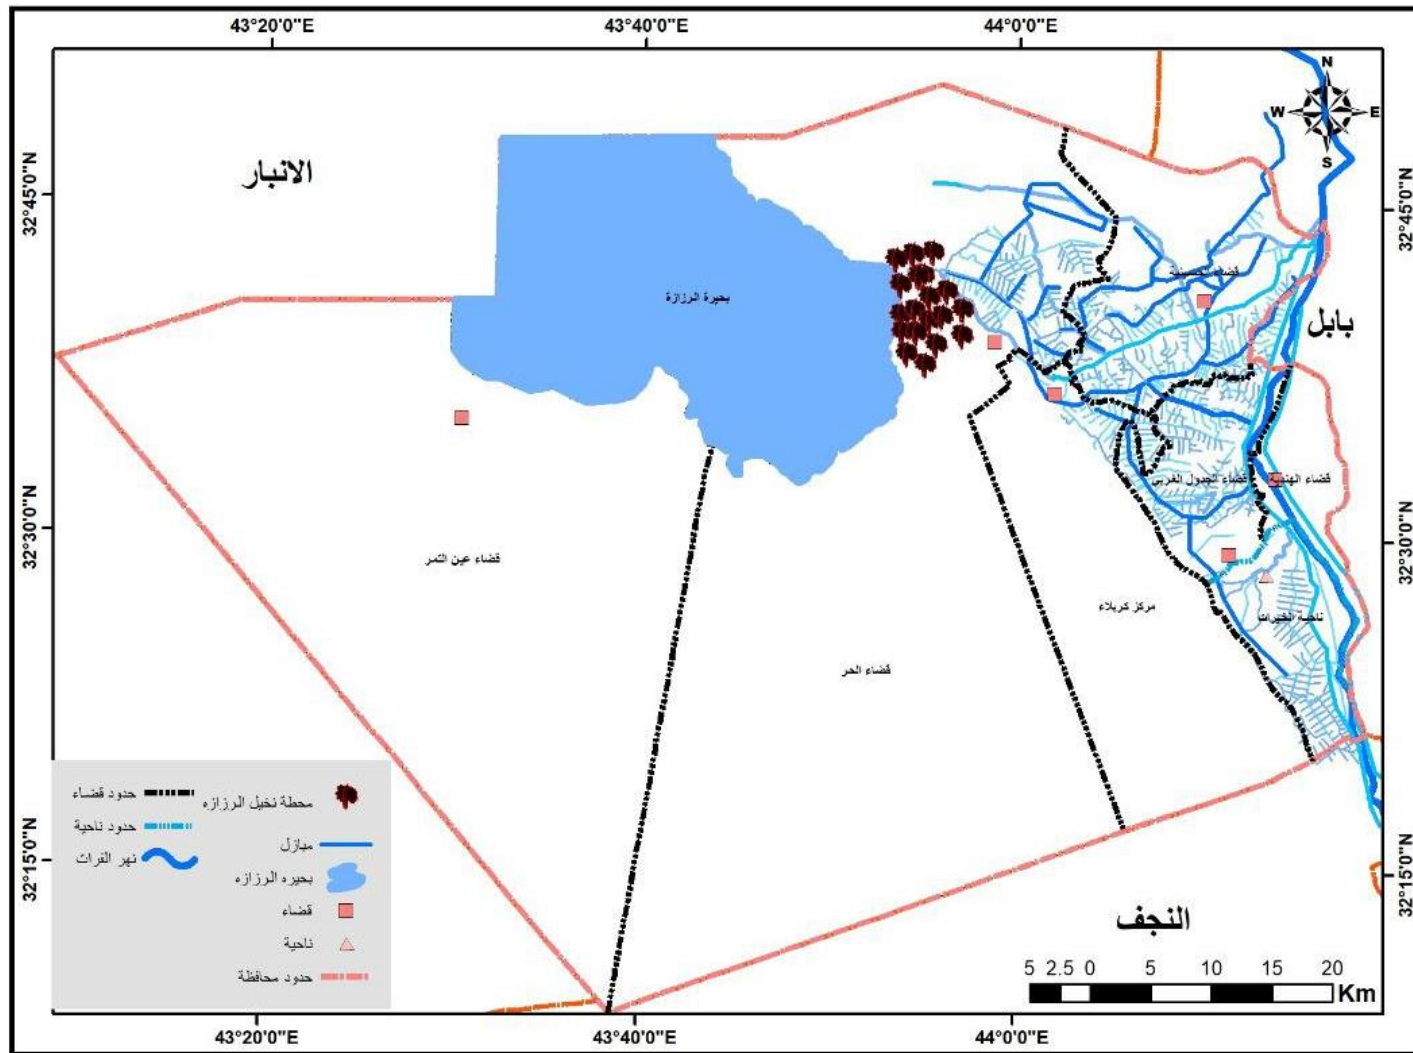 43°20'0"E 43°40'0"E 44°0'0"E
N
W E
S
32°45'0"N 32°45'0"N
الانبار
قضاء الحسينية
بحيرة الرزازة
بابل
قضاء الجدول الغربي قضاء الهندية
32°30'0"N 32°30'0"N
قضاء عين التمر
مركز كربلاء
ناحية الخيرات
قضاء الحر
محطة نخيل الرزازه
مبازل
بحيره الرزازه
قضاء
ناحية
حدود محافظة
حدود قضاء
حدود ناحية
نهر الفرات
32°15'0"N 32°15'0"N
النجف
5 2.5 0 5 10 15 20
Km
43°20'0"E 43°40'0"E 44°0'0"E